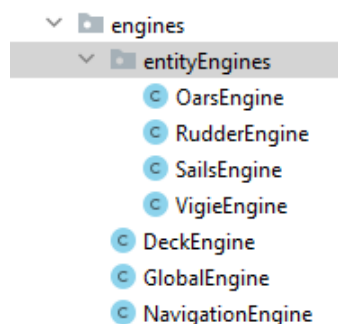 engines
entityEngines
OarsEngine
RudderEngine
SailsEngine
VigieEngine
DeckEngine
GlobalEngine
NavigationEngine